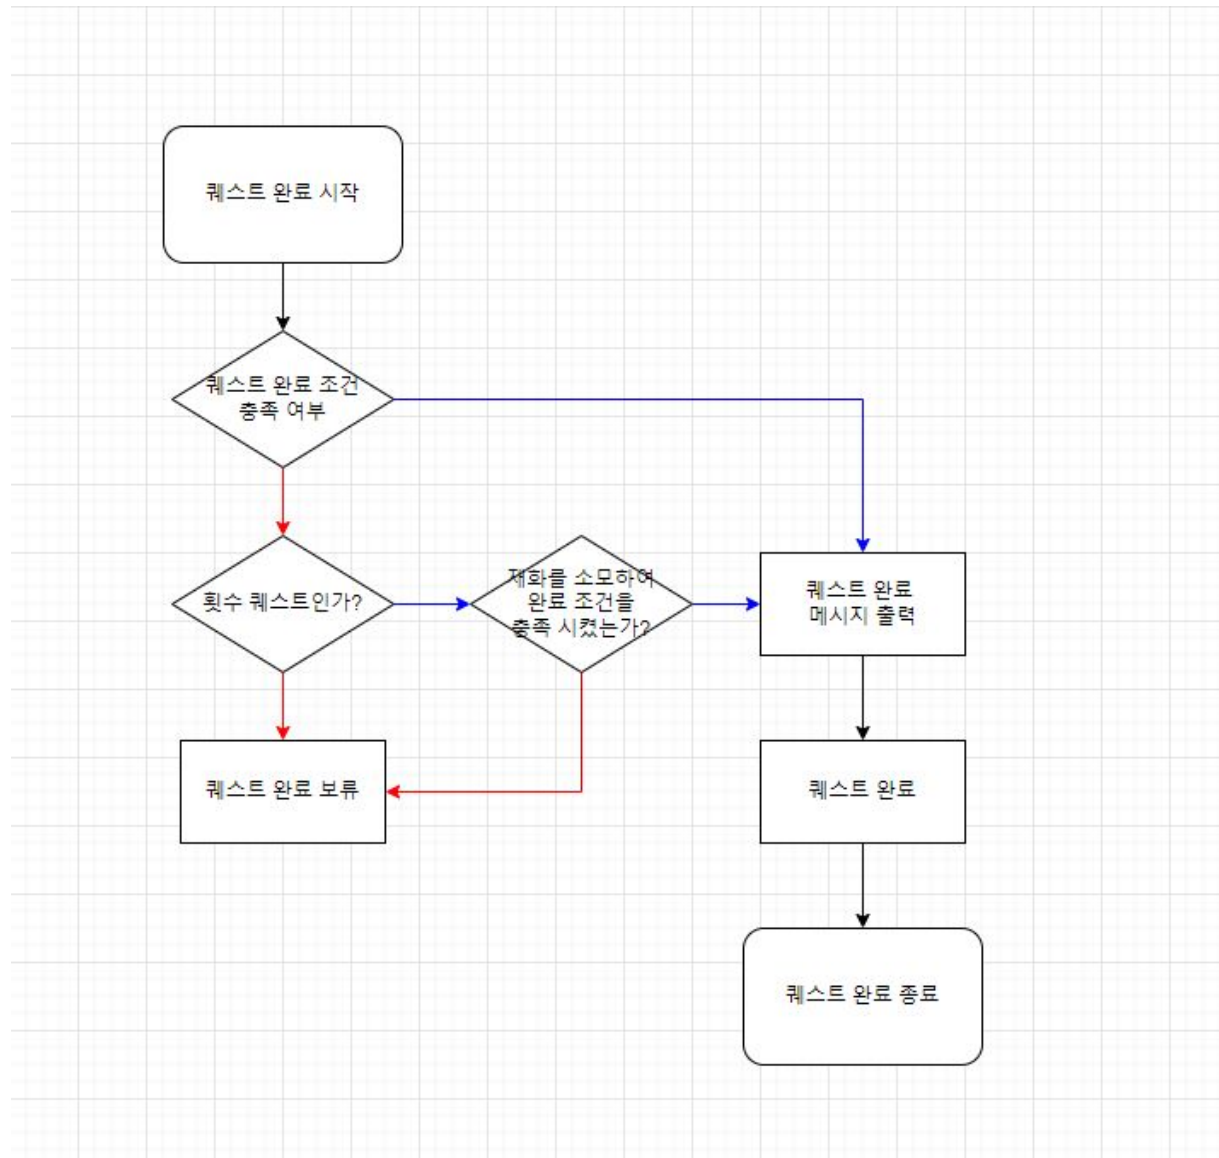 퀘스트 완료 시작
퀘스트 완료 조건
충족 여부
횟수 퀘스트인가?
재화를 소모하여
완료 조건을
충족 시켰는가?
퀘스트 완료
메시지 출력
퀘스트 완료 보류
퀘스트 완료
퀘스트 완료 종료